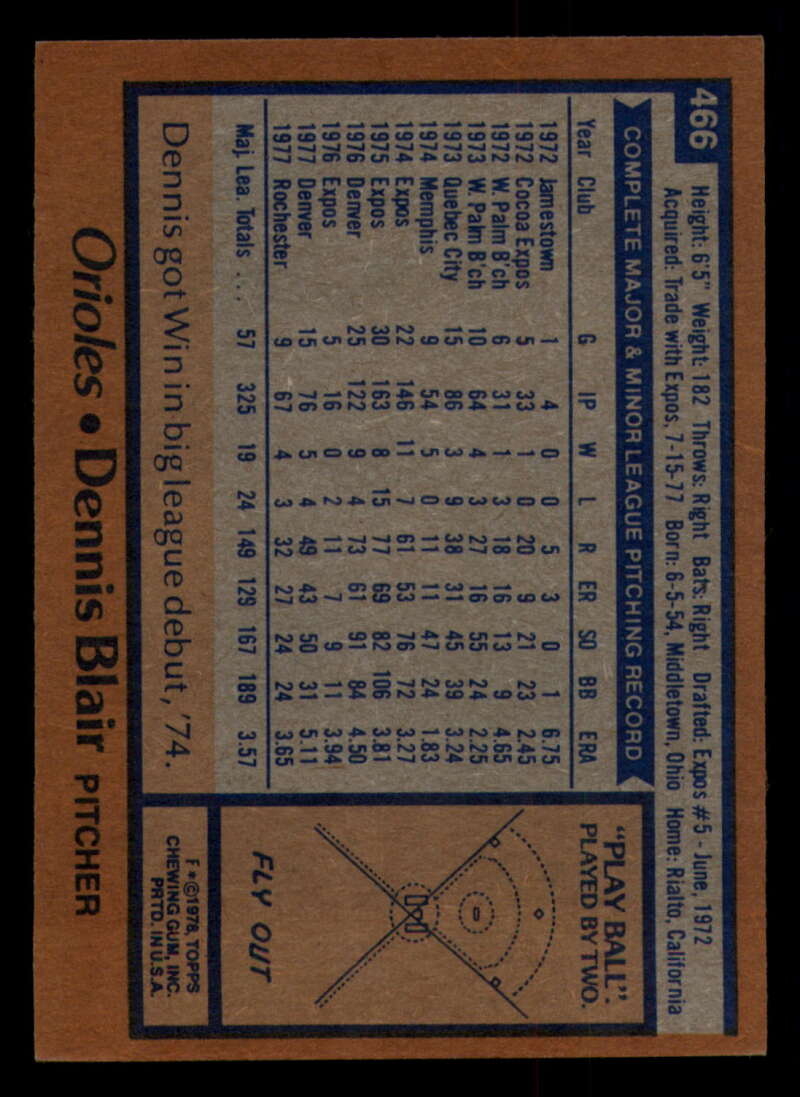 466
Height: 6'5" Weight: 182 Throws: Right Bats: Right Drafted: Expos #5 - June, 1972
Acquired: Trade with Expos, 7-15-77 Born: 6-5-54, Middletown, Ohio Home: Rialto, California
COMPLETE MAJOR & MINOR LEAGUE PITCHING RECORD
Year Club G IP W L R ER SO BB ERA
1972 Jamestown 1 4 0 0 5 3 0 1 6.75
1972 Cocoa Expos 5 33 1 0 20 9 21 23 2.45
1972 W. Palm B'ch 6 31 1 3 18 16 13 9 4.65
1973 W. Palm B'ch 10 64 4 3 27 16 55 24 2.25
1973 Quebec City 15 86 3 9 38 31 45 39 3.24
1974 Memphis 9 54 5 0 11 11 47 24 1.83
1974 Expos 22 146 11 7 61 53 76 72 3.27
1975 Expos 30 163 8 15 77 69 82 106 3.81
1976 Denver 25 122 9 4 73 61 91 84 4.50
1976 Expos 5 16 0 2 11 7 9 11 3.94
1977 Denver 15 76 5 4 49 43 50 31 5.11
1977 Rochester 9 67 4 3 32 27 24 24 3.65
Maj. Lea. Totals . . . 57 325 19 24 149 129 167 189 3.57
Dennis got Win in big league debut, '74.
"PLAY BALL":
PLAYED BY TWO.
FLY OUT
F*©1978, TOPPS
CHEWING GUM, INC.
PRTD. IN U.S.A.
Orioles • Dennis Blair PITCHER